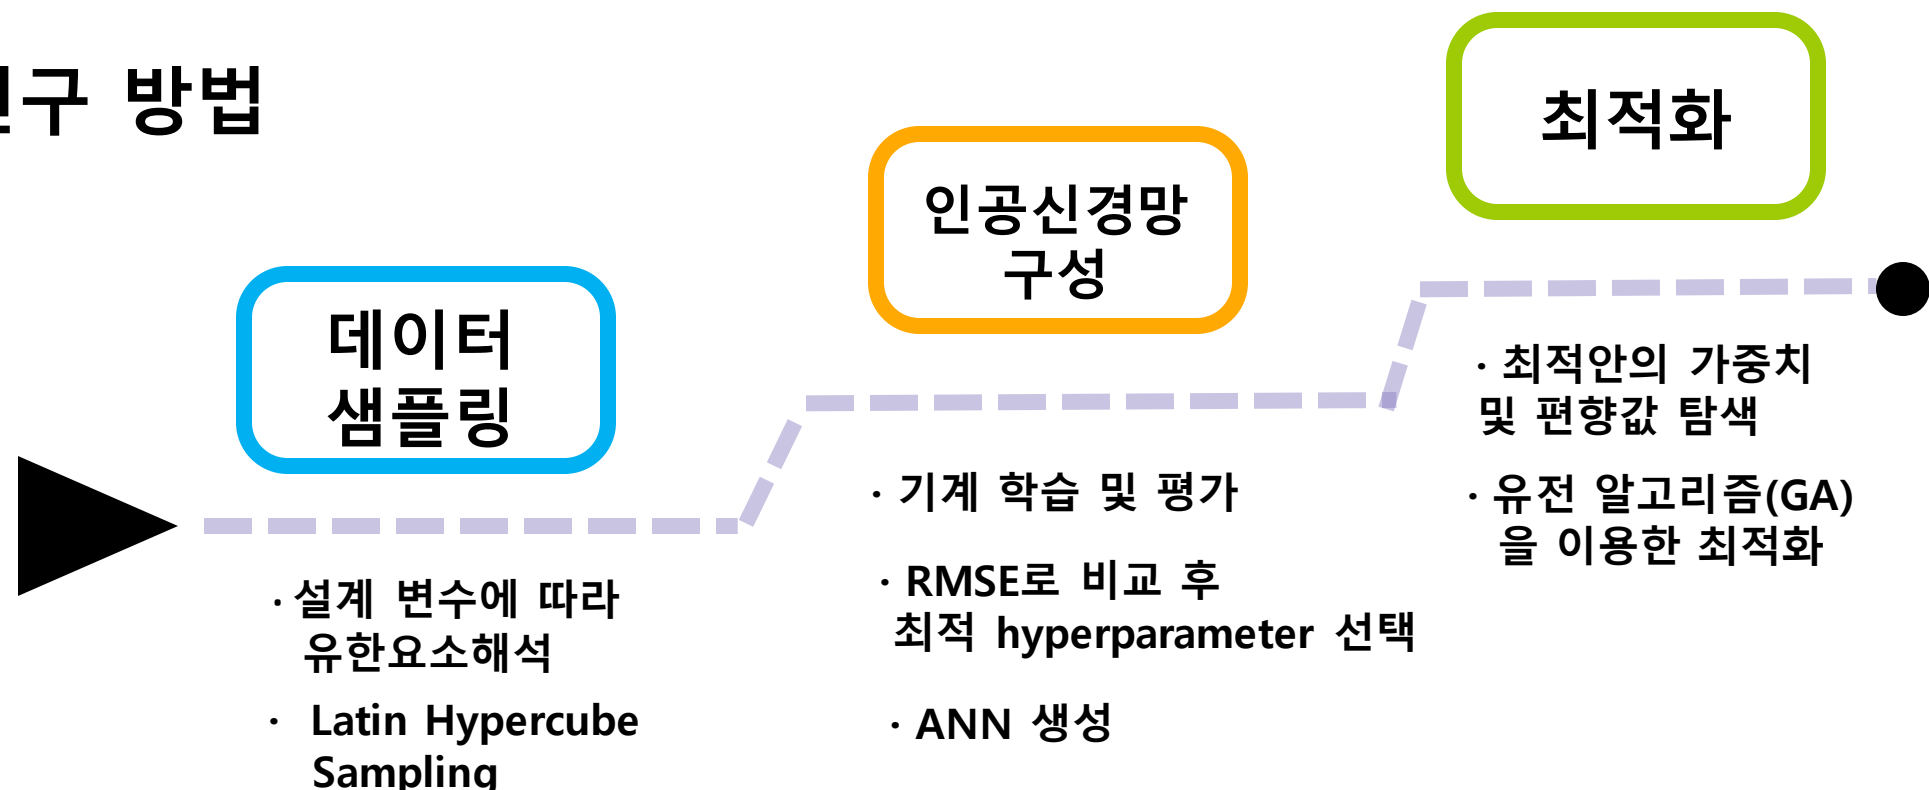 구 방법
데이터
샘플링
· 설계 변수에 따라
유한요소해석
· Latin Hypercube
Sampling
인공신경망
구성
· 기계 학습 및 평가
· RMSE로 비교 후
최적 hyperparameter 선택
· ANN 생성
최적화
· 최적안의 가중치
및 편향값 탐색
· 유전 알고리즘(GA)
을 이용한 최적화